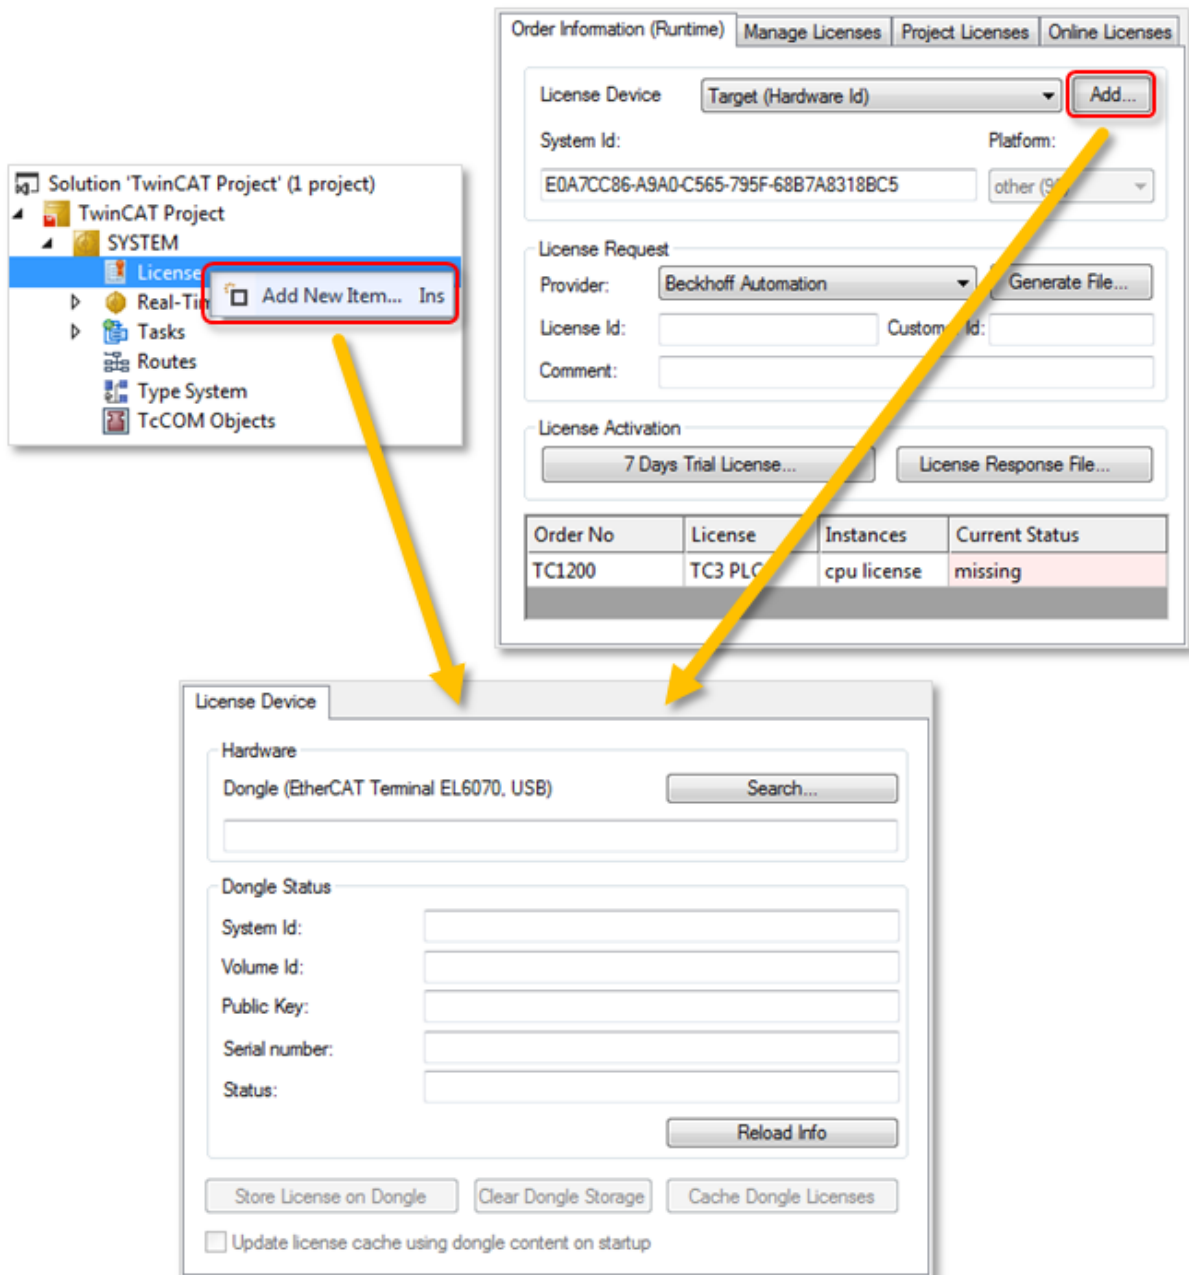 Order Information (Runtime) Manage Licenses Project Licenses Online Licenses
License Device Target (Hardware Id) Add...
System Id: Platform:
E0A7CC86-A9A0-C565-795F-68B7A8318BC5 other
License Request
Provider: Beckhoff Automation Generate File...
License Id: Id:
Comment:
License Activation
7 Days Trial License... License Response File...
Order No License Instances Current Status
TC1200 TC3 PLC cpu license missing
Solution 'TwinCAT Project' (1 project)
TwinCAT Project
SYSTEM
License
Add New Item... Ins
Tasks
Routes
Type System
TcCOM Objects
License Device
Hardware
Dongle (EtherCAT Terminal EL6070, USB) Search...
Dongle Status
System Id:
Volume Id:
Public Key:
Serial number:
Status:
Reload Info
Store License on Dongle Clear Dongle Storage Cache Dongle Licenses
Update license cache using dongle content on startup